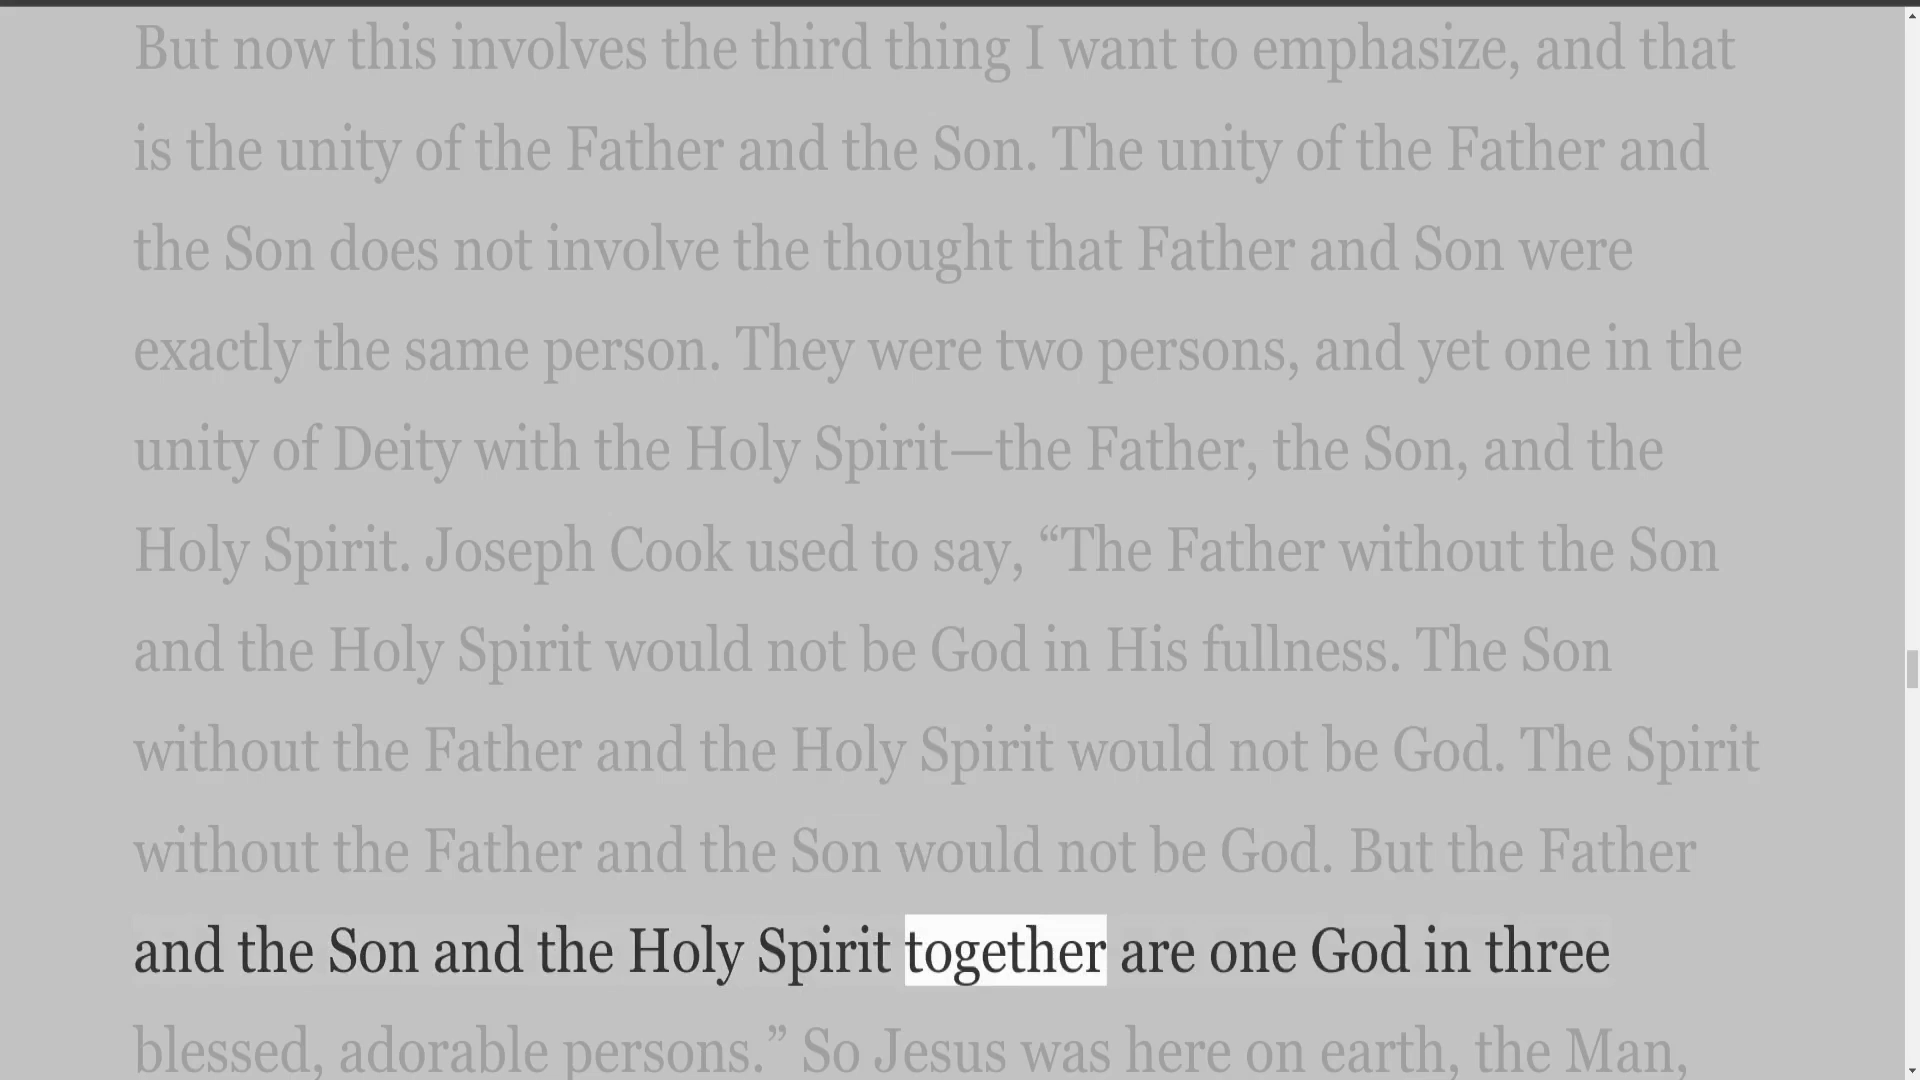 But now this involves the third thing I want to emphasize, and that
is the unity of the Father and the Son. The unity of the Father and
the Son does not involve the thought that Father and Son were
exactly the same person. They were two persons, and yet one in the
unity of Deity with the Holy Spirit—the Father, the Son, and the
Holy Spirit. Joseph Cook used to say, “The Father without the Son
and the Holy Spirit would not be God in His fullness. The Son
without the Father and the Holy Spirit would not be God. The Spirit
without the Father and the Son would not be God. But the Father
and the Son and the Holy Spirit together are one God in three
blessed, adorable persons.” So Jesus was here on earth, the Man,